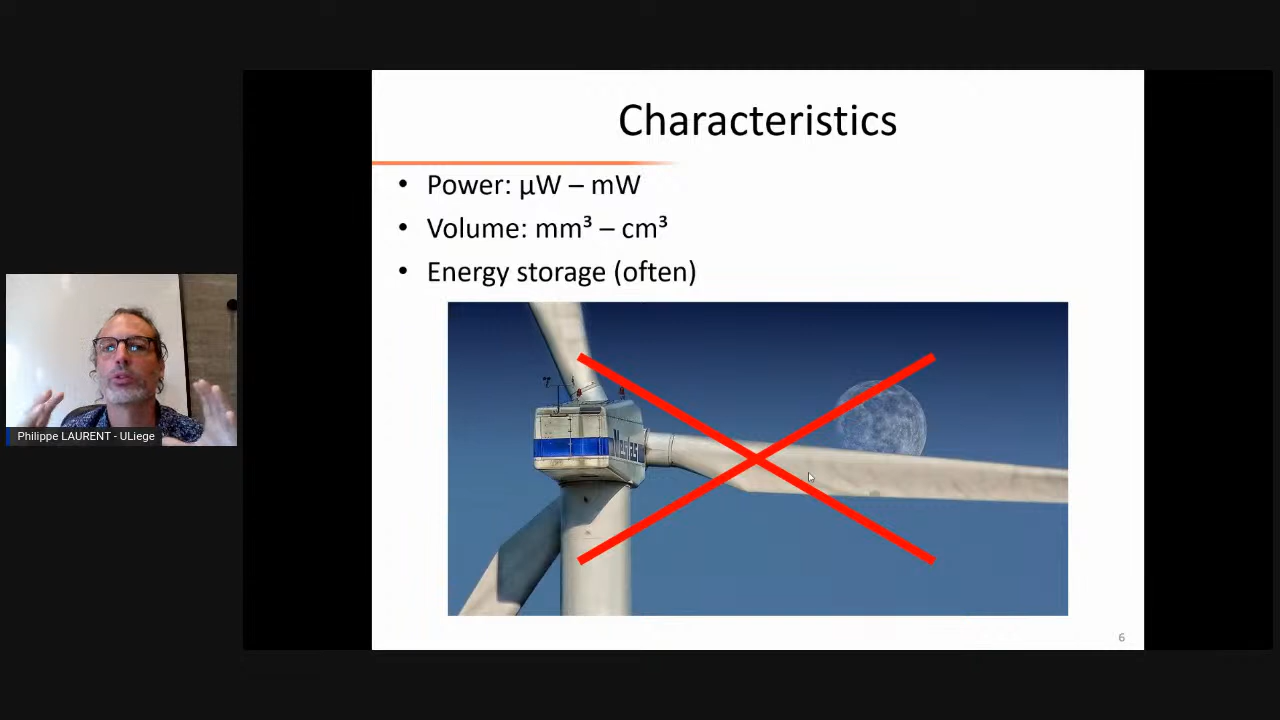 Characteristics
• Power: µW – mW
• Volume: mm³ – cm³
• Energy storage (often)
Philippe LAURENT - ULiege
6